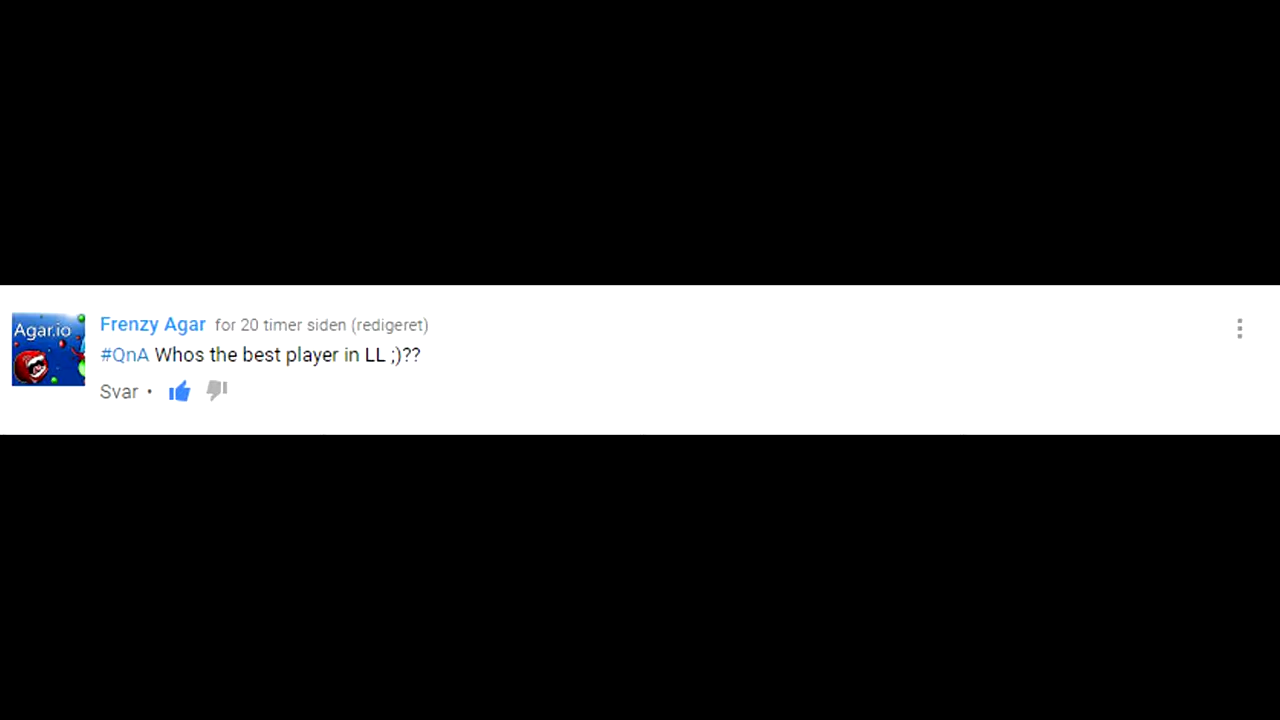 Agar.io
Frenzy Agar for 20 timer siden (redigeret)
#QnA Whos the best player in LL ;)??
Svar •